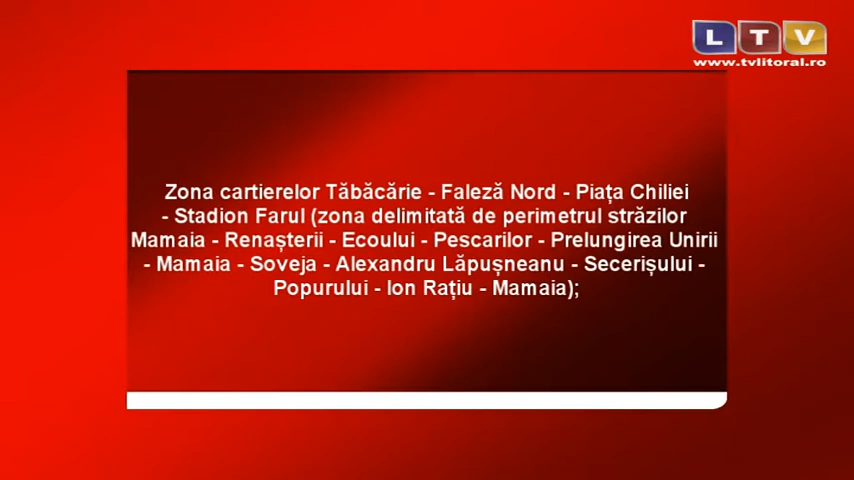 LTV
www.tvlitoral.ro
Zona cartierelor Tăbăcărie - Faleză Nord - Piața Chiliei
- Stadion Farul (zona delimitată de perimetrul străzilor
Mamaia - Renașterii - Ecoului - Pescarilor - Prelungirea Unirii
- Mamaia - Soveja - Alexandru Lăpușneanu - Secerișului -
Popurului - Ion Rațiu - Mamaia);